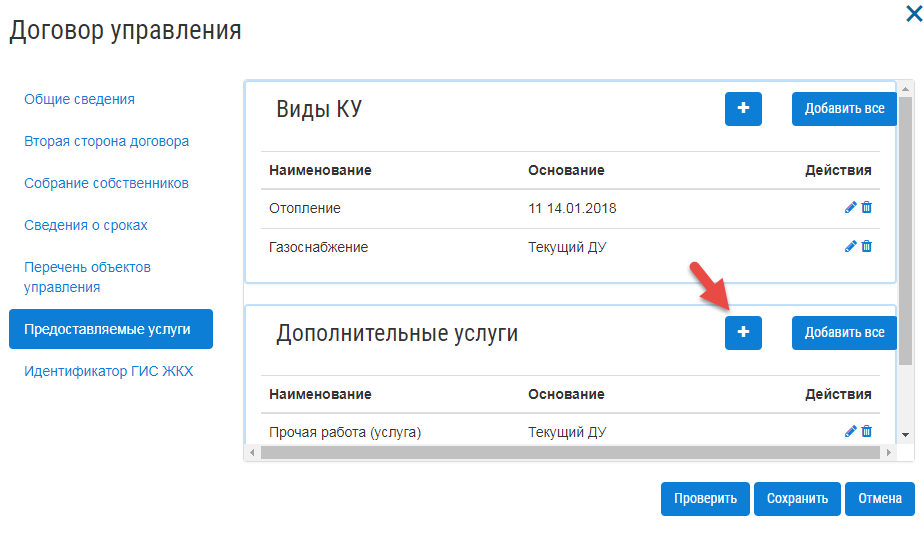 Договор управления
Общие сведения
Вторая сторона договора
Собрание собственников
Сведения о сроках
Перечень объектов
управления
Предоставляемые услуги
Идентификатор ГИС ЖКХ
Виды КУ
+ Добавить все
Наименование Основание Действия
Отопление 11 14.01.2018
Газоснабжение Текущий ДУ
Дополнительные услуги
+ Добавить все
Наименование Основание Действия
Прочая работа (услуга) Текущий ДУ
Проверить Сохранить Отмена